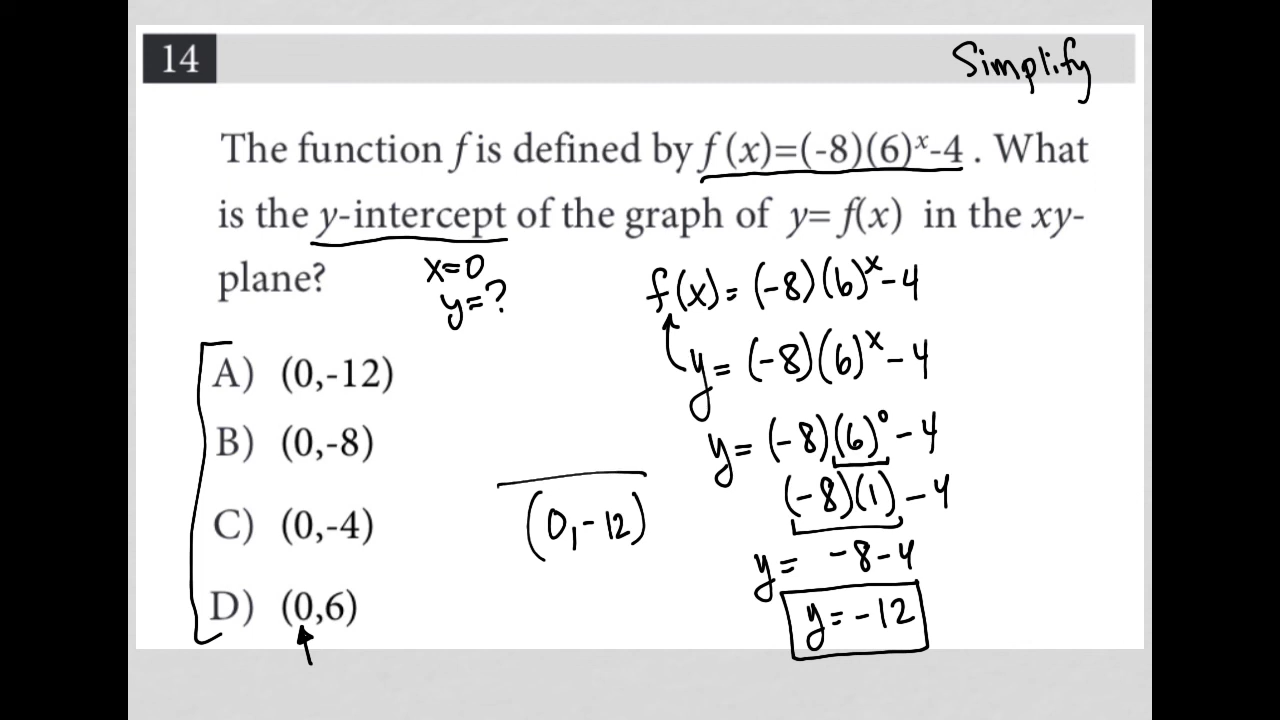 14
Simplify
The function f is defined by f(x)=(-8)(6)ˣ-4 . What
is the y-intercept of the graph of y= f(x) in the xy-
plane?
x=0
y=?
f(x) = (-8)(6)ˣ-4
y = (-8)(6)ˣ-4
y = (-8)(6)⁰-4
(-8)(1)-4
y = -8-4
y = -12
A) (0,-12)
B) (0,-8)
C) (0,-4)
D) (0,6)
(0,-12)